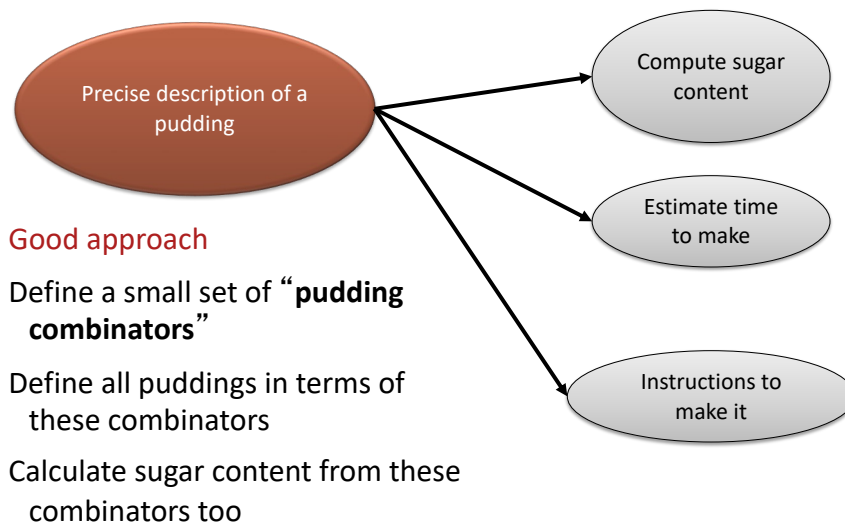 Precise description of a
pudding
Compute sugar
content
Estimate time
to make
Instructions to
make it
Good approach
Define a small set of “pudding
combinators”
Define all puddings in terms of
these combinators
Calculate sugar content from these
combinators too